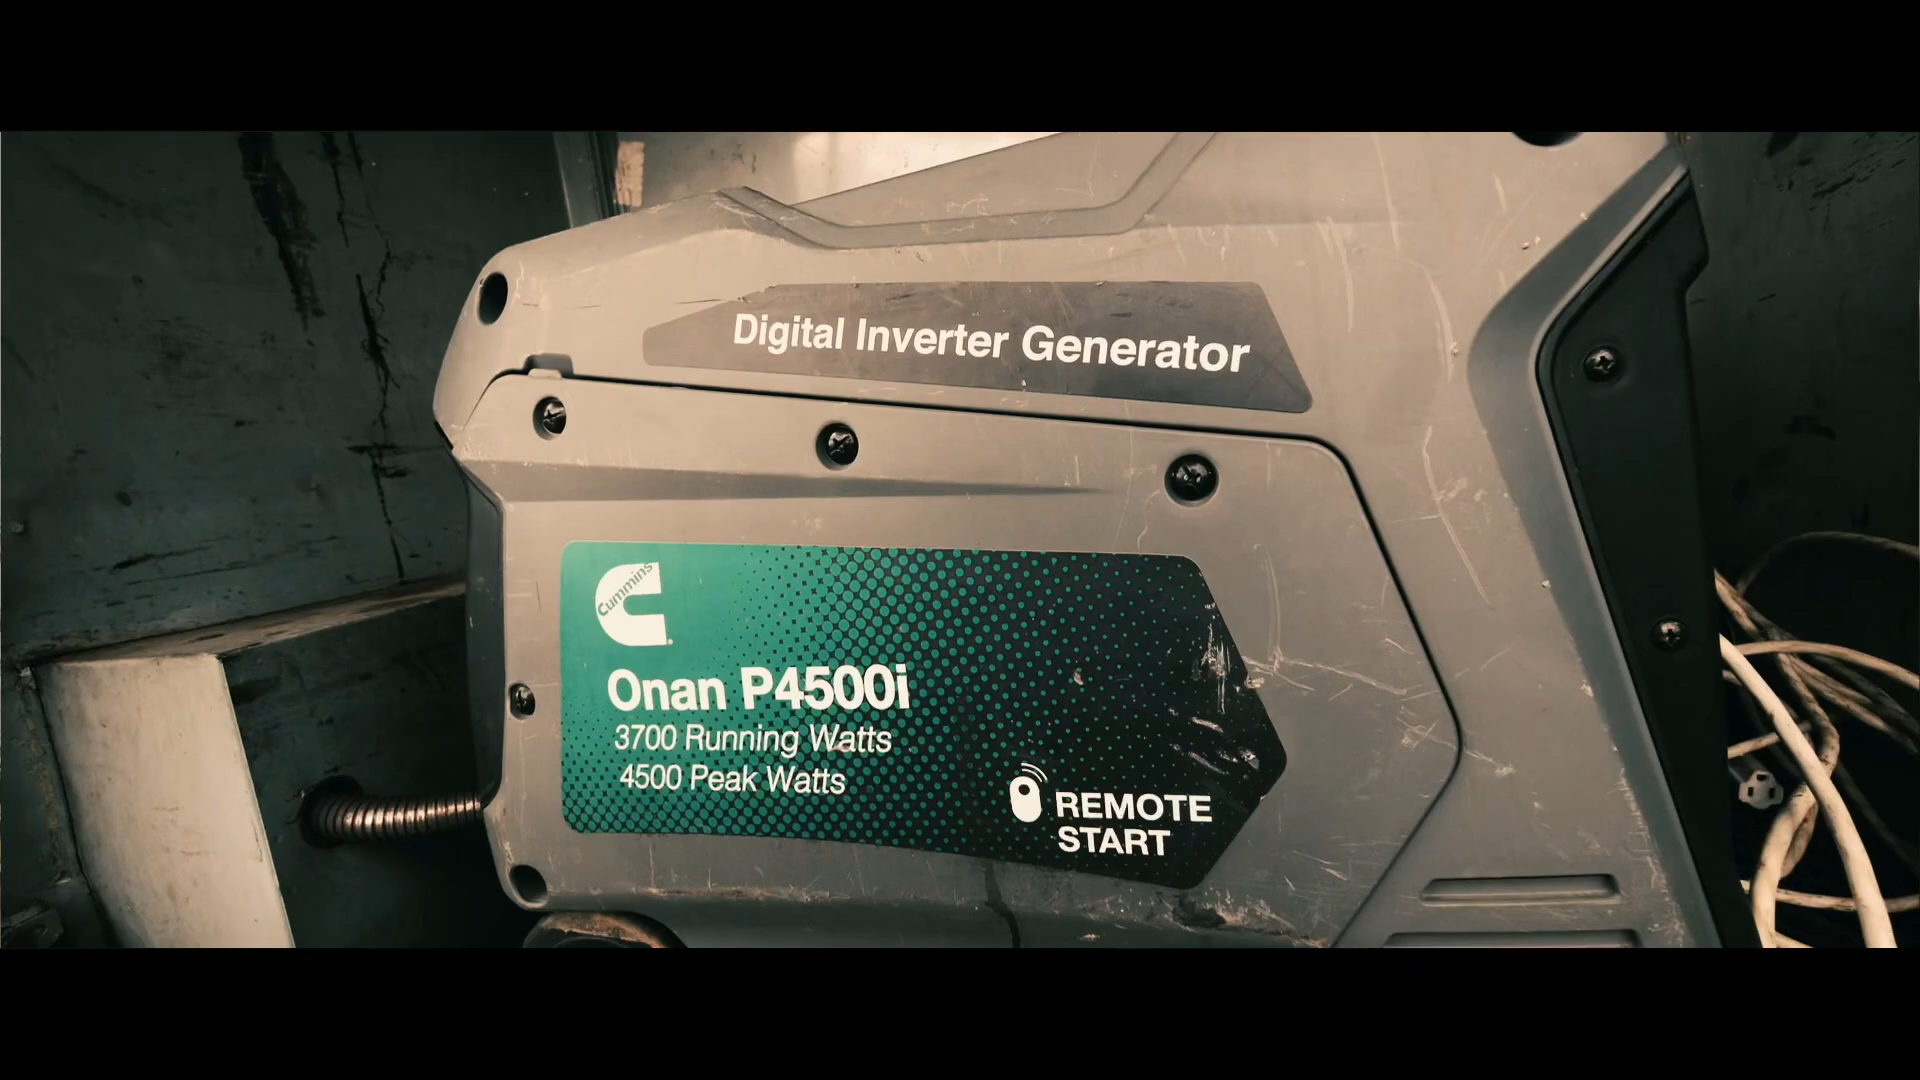 Digital Inverter Generator
Cummins
Onan P4500i
3700 Running Watts
4500 Peak Watts
REMOTE
START